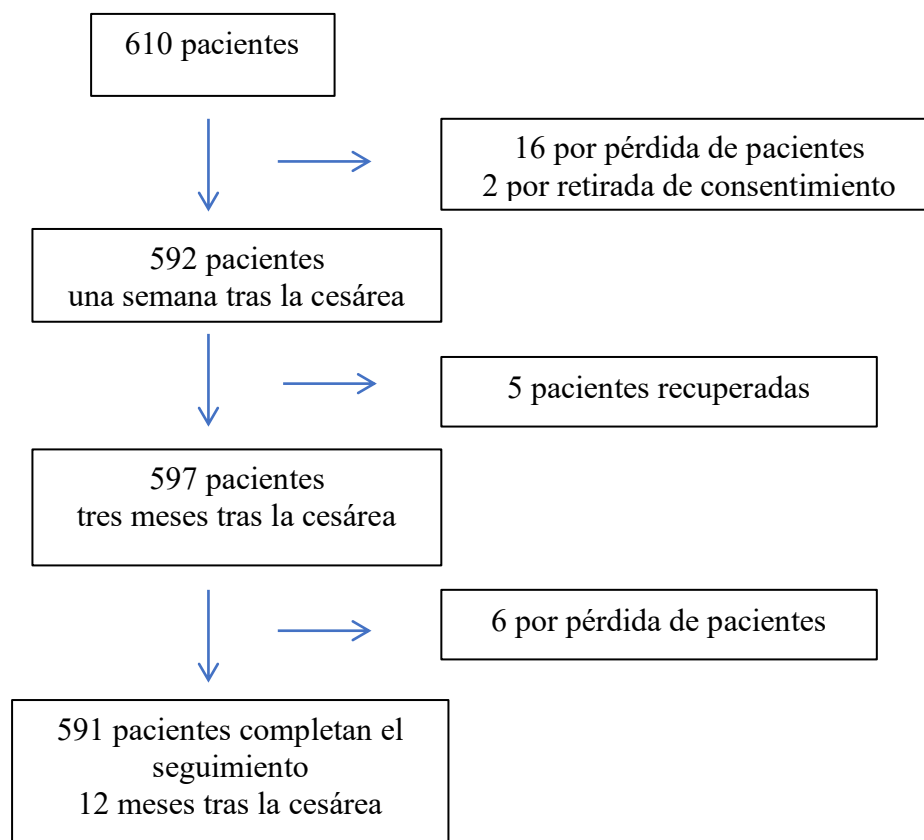 610 pacientes
16 por pérdida de pacientes
2 por retirada de consentimiento
592 pacientes
una semana tras la cesárea
5 pacientes recuperadas
597 pacientes
tres meses tras la cesárea
6 por pérdida de pacientes
591 pacientes completan el
seguimiento
12 meses tras la cesárea